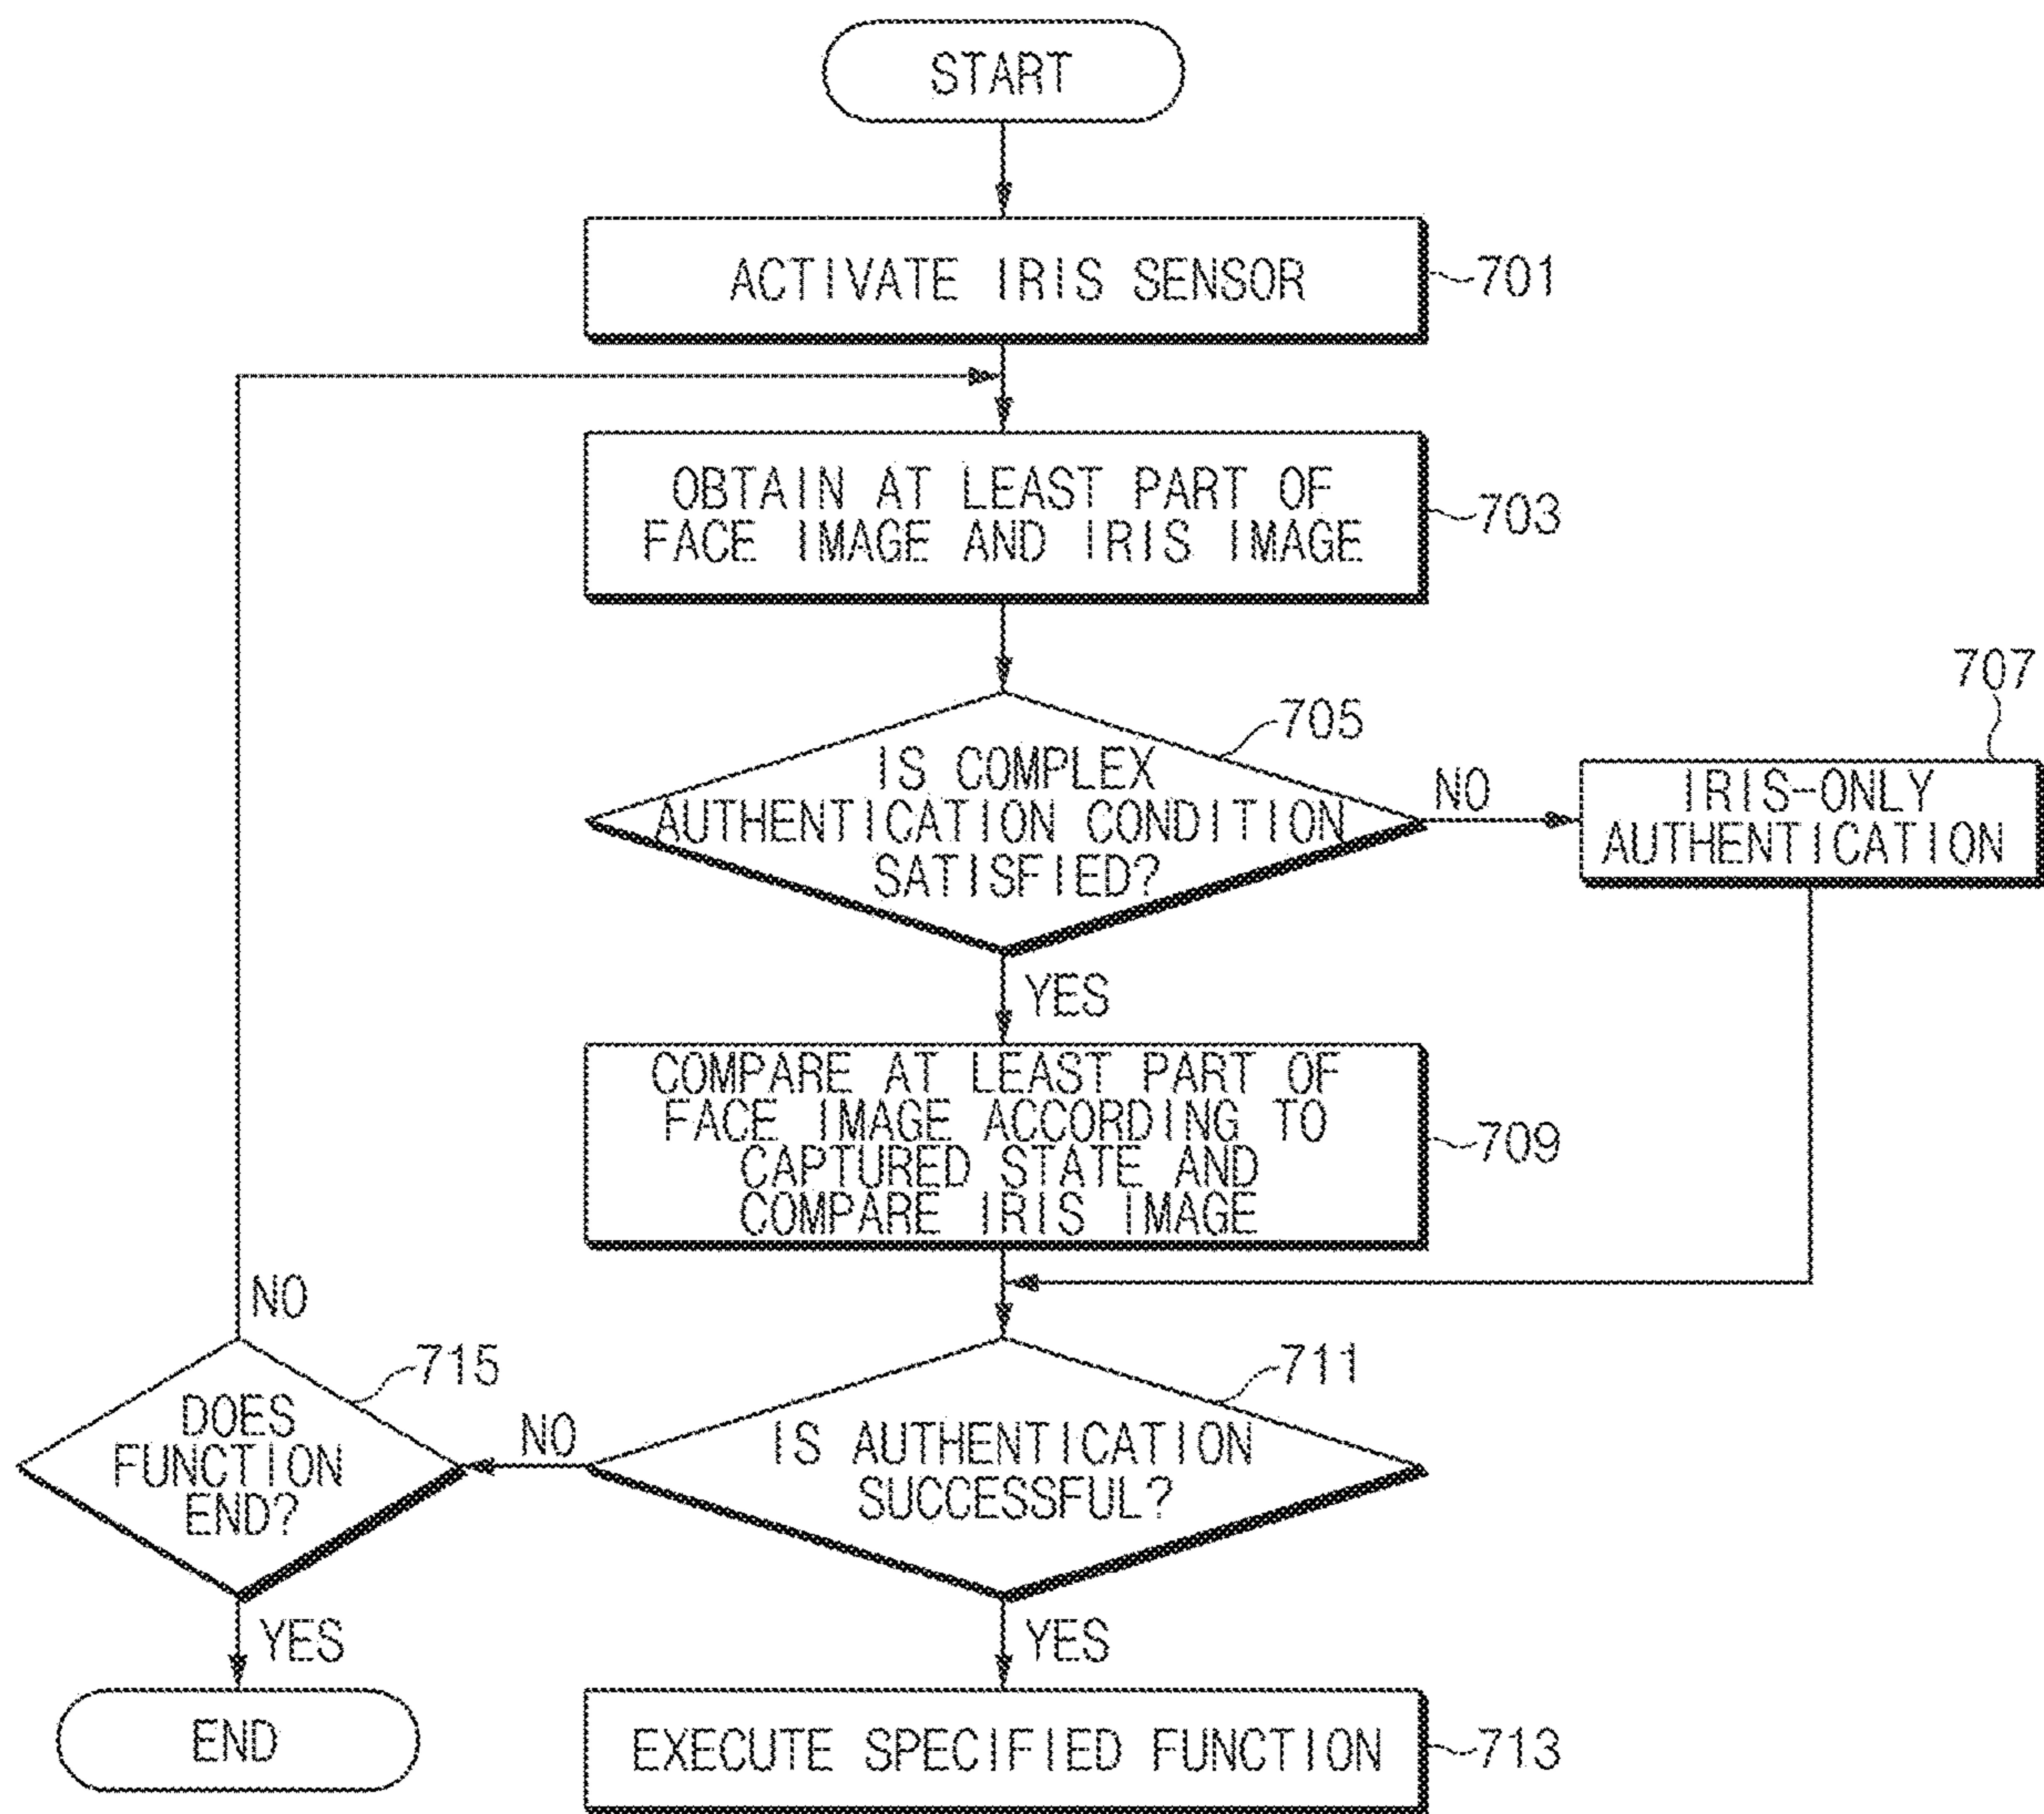 START
ACTIVATE IRIS SENSOR
701
OBTAIN AT LEAST PART OF
FACE IMAGE AND IRIS IMAGE
703
705
IS COMPLEX
AUTHENTICATION CONDITION
SATISFIED?
NO
707
IRIS-ONLY
AUTHENTICATION
YES
COMPARE AT LEAST PART OF
FACE IMAGE ACCORDING TO
CAPTURED STATE AND
COMPARE IRIS IMAGE
709
711
IS AUTHENTICATION
SUCCESSFUL?
NO
715
DOES
FUNCTION
END?
NO
YES
END
YES
EXECUTE SPECIFIED FUNCTION
713